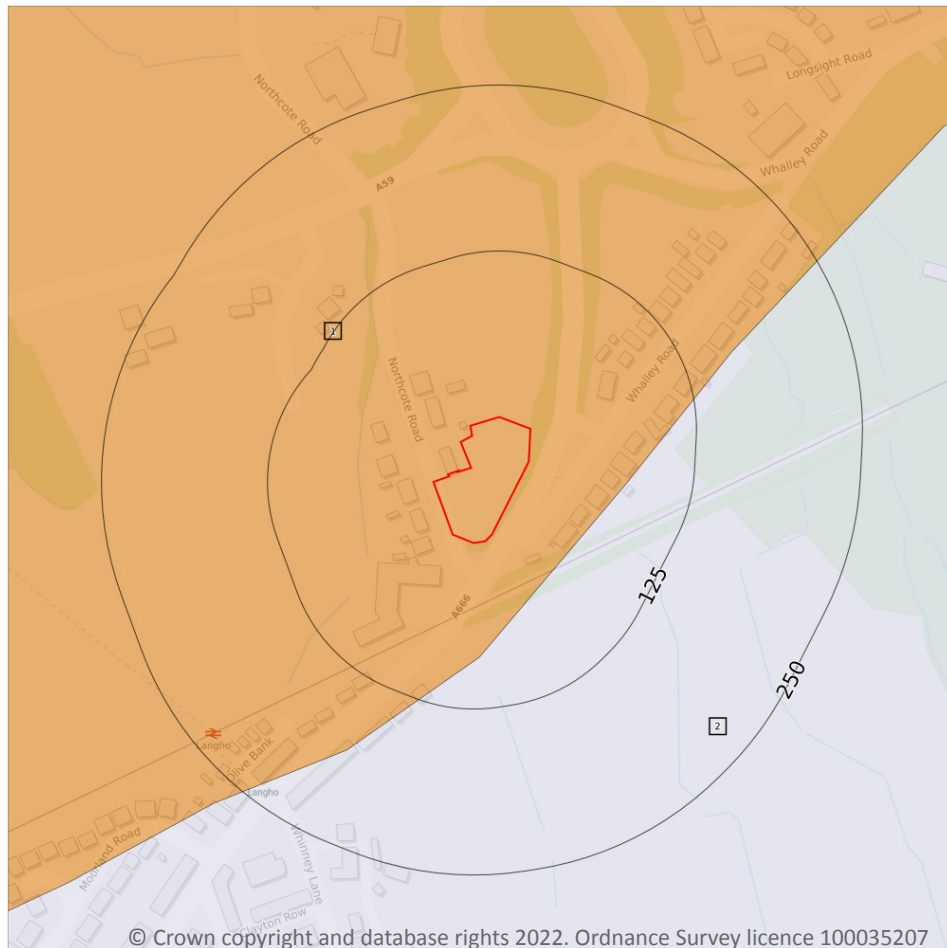 Longsight Road
Northcote Road
Whalley Road
A59
1
Northcote Road
Whalley Road
125
A666
250
2
Langho
Olive Bank
Langho
Moorland Road
Whinney Lane
Clayton Row
© Crown copyright and database rights 2022. Ordnance Survey licence 100035207